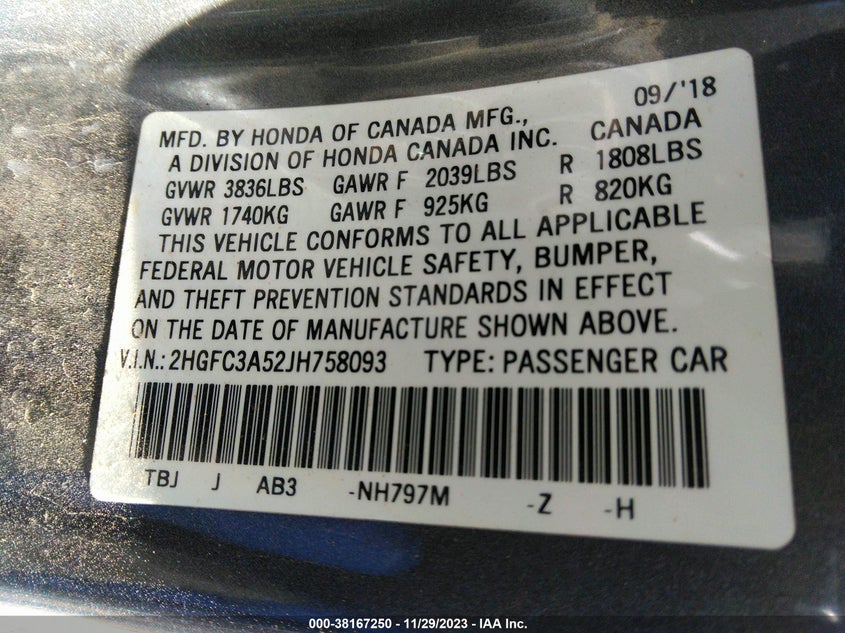 09/'18
MFD. BY HONDA OF CANADA MFG., CANADA
A DIVISION OF HONDA CANADA INC.
GVWR 3836LBS GAWR F 2039LBS R 1808LBS
GVWR 1740KG GAWR F 925KG R 820KG
THIS VEHICLE CONFORMS TO ALL APPLICABLE
FEDERAL MOTOR VEHICLE SAFETY, BUMPER,
AND THEFT PREVENTION STANDARDS IN EFFECT
ON THE DATE OF MANUFACTURE SHOWN ABOVE.
V.I.N.: 2HGFC3A52JH758093 TYPE: PASSENGER CAR
TBJ J AB3 -NH797M -Z -H
000-38167250 - 11/29/2023 - IAA Inc.